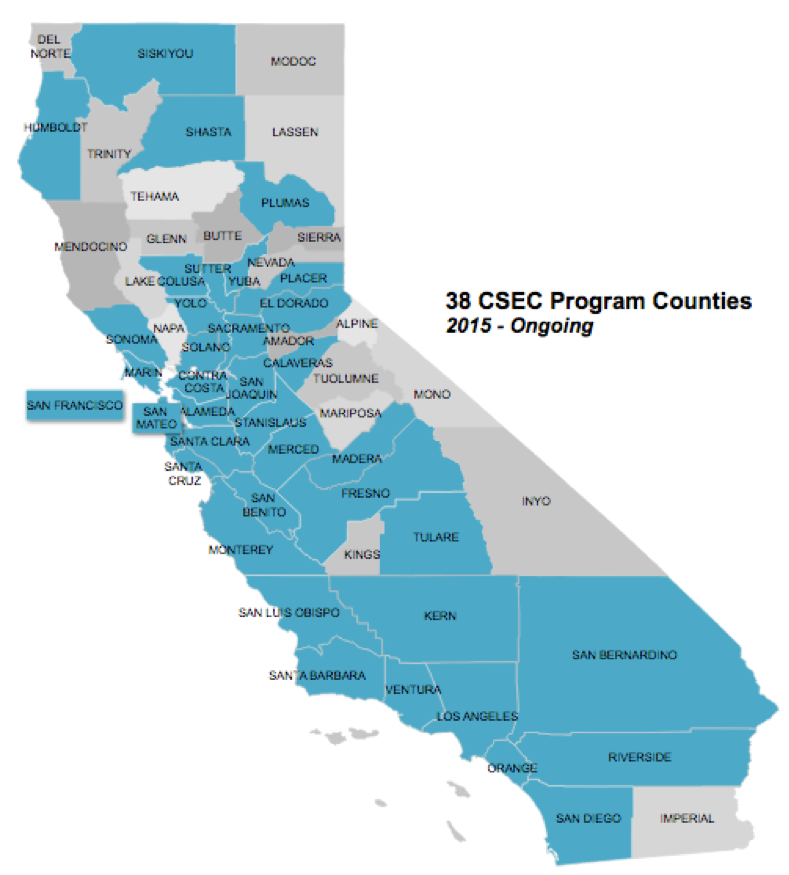 DEL
NORTE
SISKIYOU
MODOC
HUMBOLDT
TRINITY
SHASTA
LASSEN
TEHAMA
PLUMAS
MENDOCINO
GLENN
BUTTE
SIERRA
LAKE
COLUSA
SUTTER
YUBA
NEVADA
PLACER
YOLO
EL DORADO
38 CSEC Program Counties
2015 - Ongoing
SONOMA
NAPA
SOLANO
SACRAMENTO
AMADOR
ALPINE
MARIN
CONTRA
COSTA
SAN
JOAQUIN
CALAVERAS
TUOLUMNE
MONO
SAN FRANCISCO
SAN
MATEO
ALAMEDA
STANISLAUS
MARIPOSA
SANTA CLARA
MERCED
MADERA
SANTA
CRUZ
SAN
BENITO
FRESNO
INYO
MONTEREY
KINGS
TULARE
SAN LUIS OBISPO
KERN
SAN BERNARDINO
SANTA BARBARA
VENTURA
LOS ANGELES
ORANGE
RIVERSIDE
SAN DIEGO
IMPERIAL